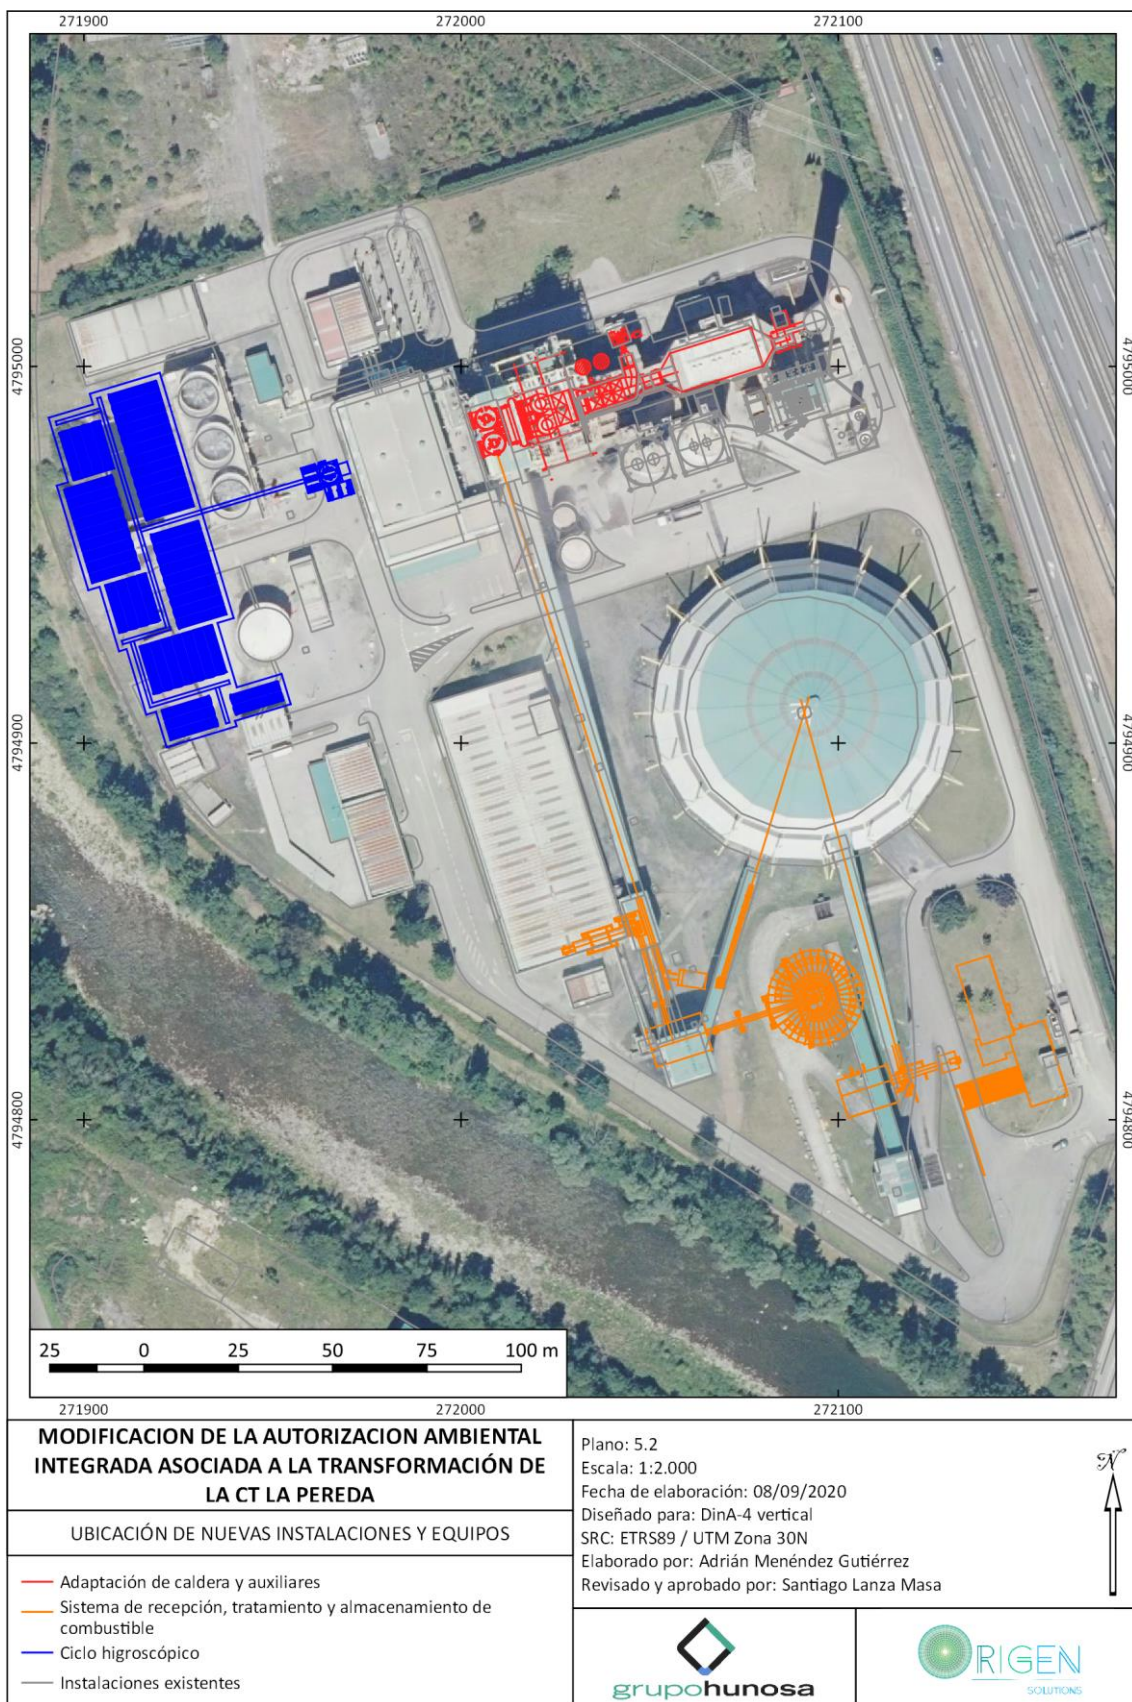 271900 272000 272100
4795000 4795000
4794900 4794900
4794800 4794800
25 0 25 50 75 100 m
271900 272000 272100
MODIFICACION DE LA AUTORIZACION AMBIENTAL
INTEGRADA ASOCIADA A LA TRANSFORMACIÓN DE
LA CT LA PEREDA
UBICACIÓN DE NUEVAS INSTALACIONES Y EQUIPOS
Adaptación de caldera y auxiliares
Sistema de recepción, tratamiento y almacenamiento de
combustible
Ciclo higroscópico
Instalaciones existentes
Plano: 5.2
Escala: 1:2.000
Fecha de elaboración: 08/09/2020
Diseñado para: DinA-4 vertical
SRC: ETRS89 / UTM Zona 30N
Elaborado por: Adrián Menéndez Gutiérrez
Revisado y aprobado por: Santiago Lanza Masa
N
grupohunosa
ORIGEN
SOLUTIONS